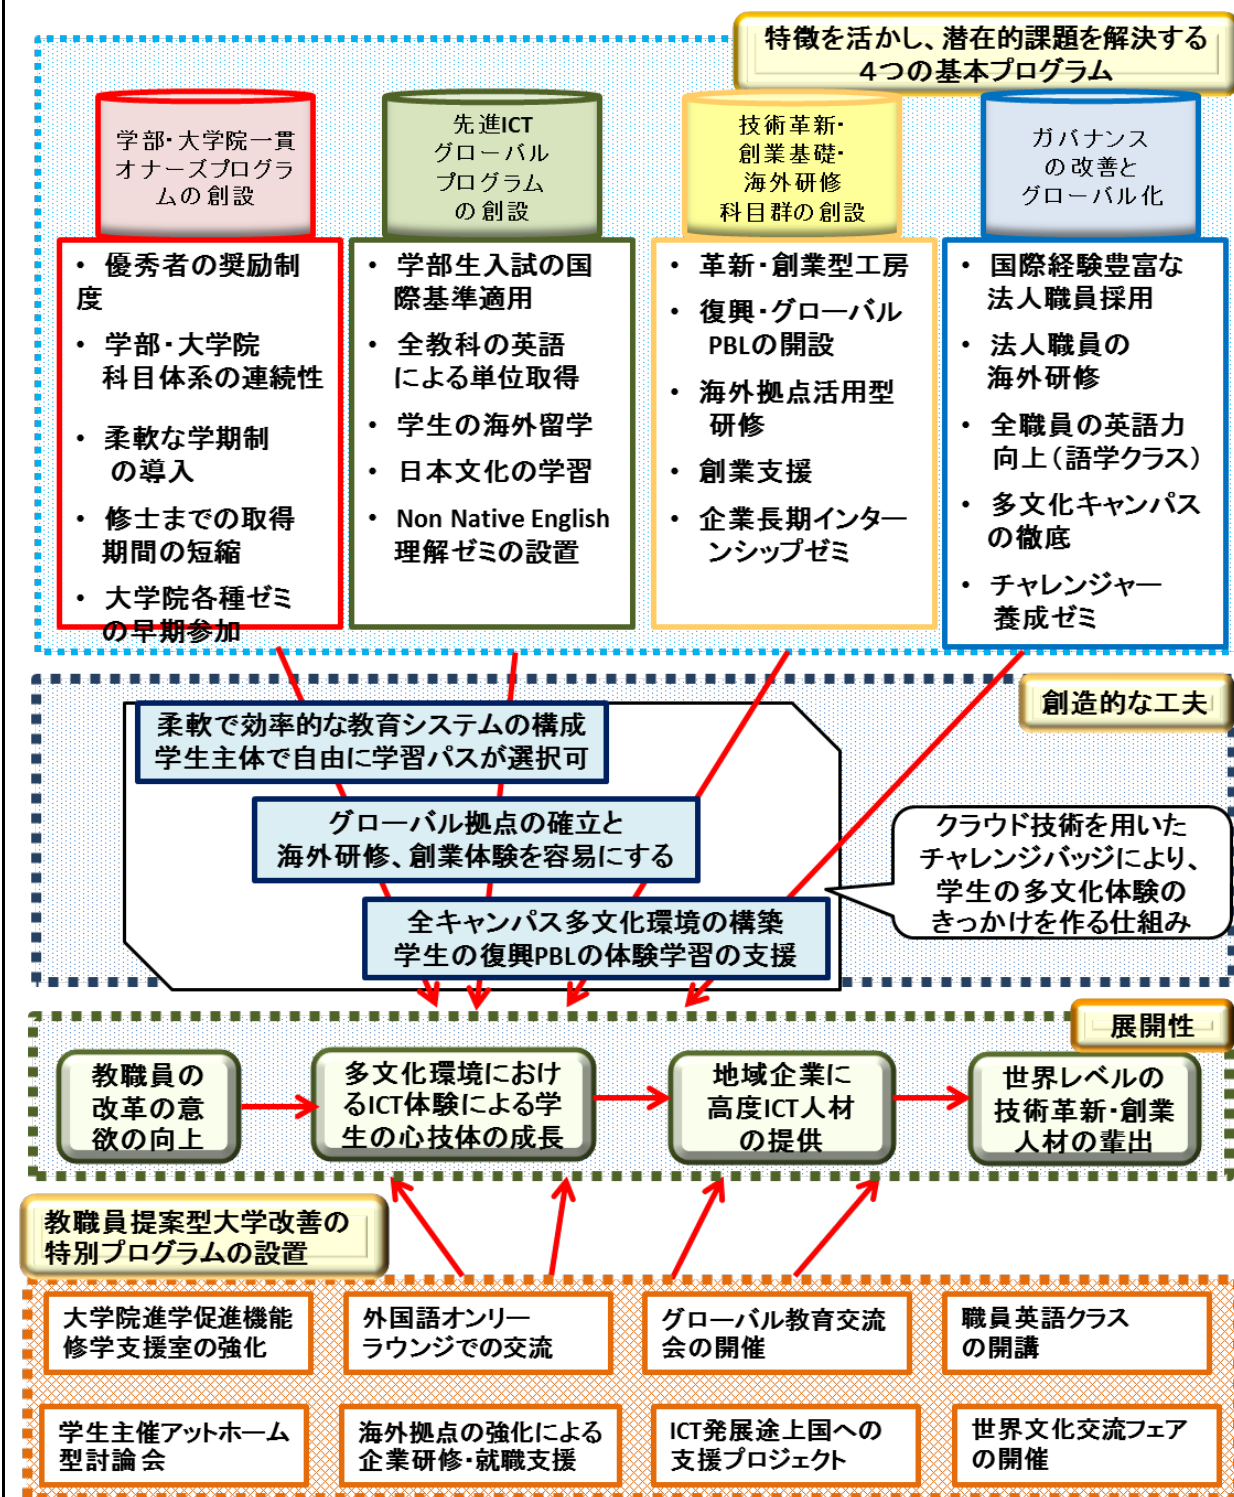 特徴を活かし、潜在的課題を解決する
4つの基本プログラム
学部・大学院一貫
オナーズプログラ
ムの創設
・ 優秀者の奨励制
度
・ 学部・大学院
科目体系の連続性
・ 柔軟な学期制
の導入
・ 修士までの取得
期間の短縮
・ 大学院各種ゼミ
の早期参加
先進ICT
グローバル
プログラム
の創設
・ 学部生入試の国
際基準適用
・ 全教科の英語
による単位取得
・ 学生の海外留学
・ 日本文化の学習
・ Non Native English
理解ゼミの設置
技術革新・
創業基礎・
海外研修
科目群の創設
・ 革新・創業型工房
・ 復興・グローバル
PBLの開設
・ 海外拠点活用型
研修
・ 創業支援
・ 企業長期インター
ンシップゼミ
ガバナンス
の改善と
グローバル化
・ 国際経験豊富な
法人職員採用
・ 法人職員の
海外研修
・ 全職員の英語力
向上(語学クラス)
・ 多文化キャンパス
の徹底
・ チャレンジャー
養成ゼミ
創造的な工夫
柔軟で効率的な教育システムの構成
学生主体で自由に学習パスが選択可
グローバル拠点の確立と
海外研修、創業体験を容易にする
全キャンパス多文化環境の構築
学生の復興PBLの体験学習の支援
クラウド技術を用いた
チャレンジバッジにより、
学生の多文化体験の
きっかけを作る仕組み
展開性
教職員の
改革の意
欲の向上
多文化環境におけ
るICT体験による学
生の心技体の成長
地域企業に
高度ICT人材
の提供
世界レベルの
技術革新・創業
人材の輩出
教職員提案型大学改善の
特別プログラムの設置
大学院進学促進機能
修学支援室の強化
外国語オンリー
ラウンジでの交流
グローバル教育交流
会の開催
職員英語クラス
の開講
学生主催アットホーム
型討論会
海外拠点の強化による
企業研修・就職支援
ICT発展途上国への
支援プロジェクト
世界文化交流フェア
の開催